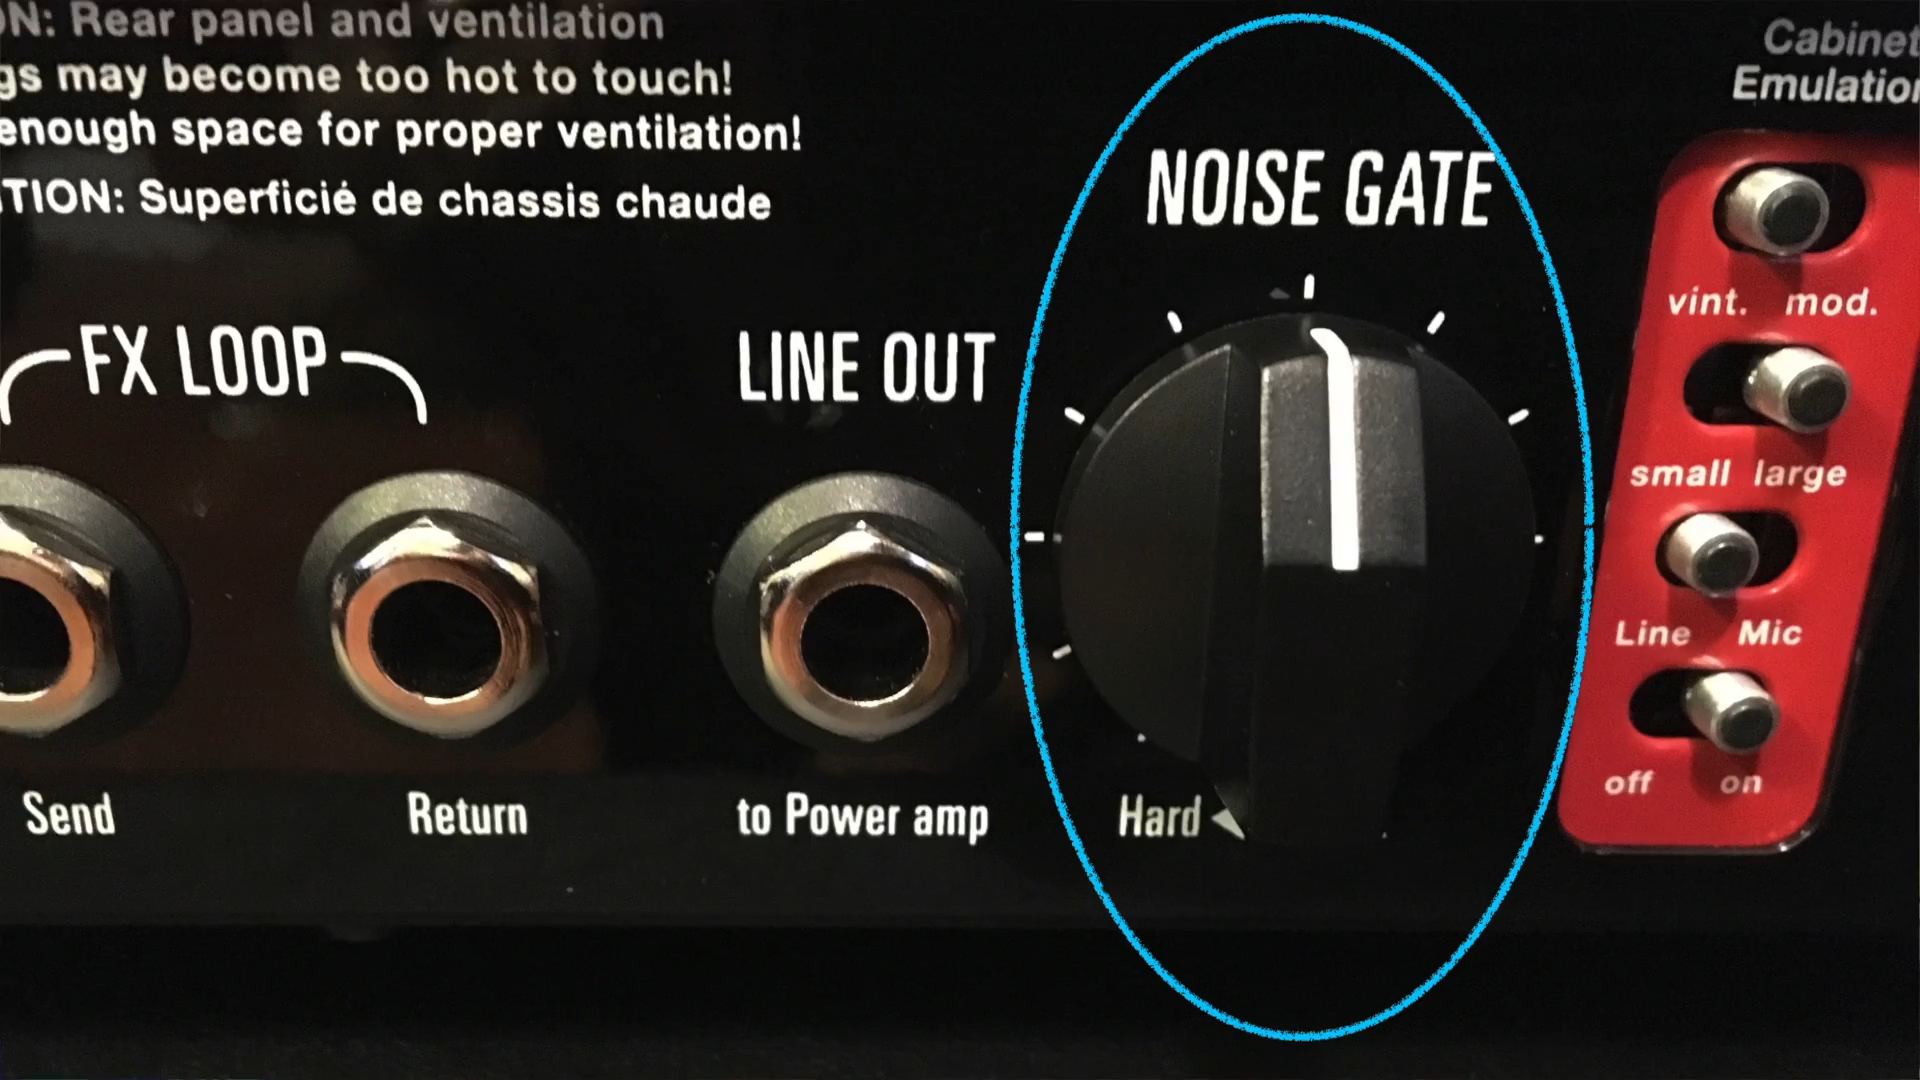 ON: Rear panel and ventilation
gs may become too hot to touch!
enough space for proper ventilation!
TION: Superficié de chassis chaude
FX LOOP
Send
Return
LINE OUT
to Power amp
NOISE GATE
Hard
Cabinet
Emulation
vint. mod.
small large
Line Mic
off on